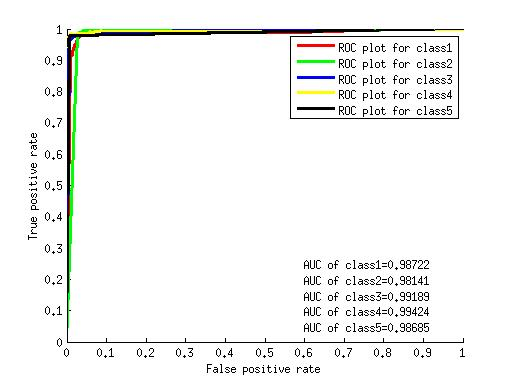 1
0.9
0.8
0.7
0.6
0.5
0.4
0.3
0.2
0.1
0
True positive rate
ROC plot for class1
ROC plot for class2
ROC plot for class3
ROC plot for class4
ROC plot for class5
AUC of class1=0.98722
AUC of class2=0.98141
AUC of class3=0.99189
AUC of class4=0.99424
AUC of class5=0.98685
0 0.1 0.2 0.3 0.4 0.5 0.6 0.7 0.8 0.9 1
False positive rate